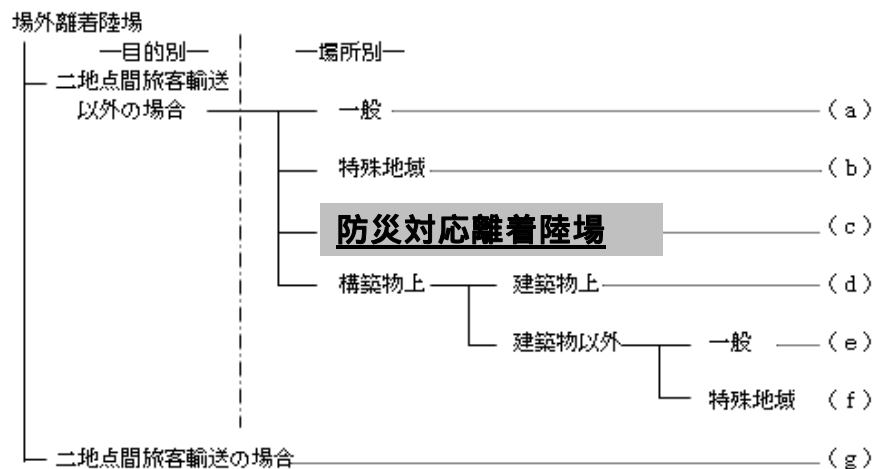 場外離着陸場
―目的別― ―場所別―
二地点間旅客輸送
以外の場合 一般 (a)
特殊地域 (b)
防災対応離着陸場 (c)
構築物上 建築物上 (d)
建築物以外 一般 (e)
特殊地域 (f)
二地点間旅客輸送の場合 (g)